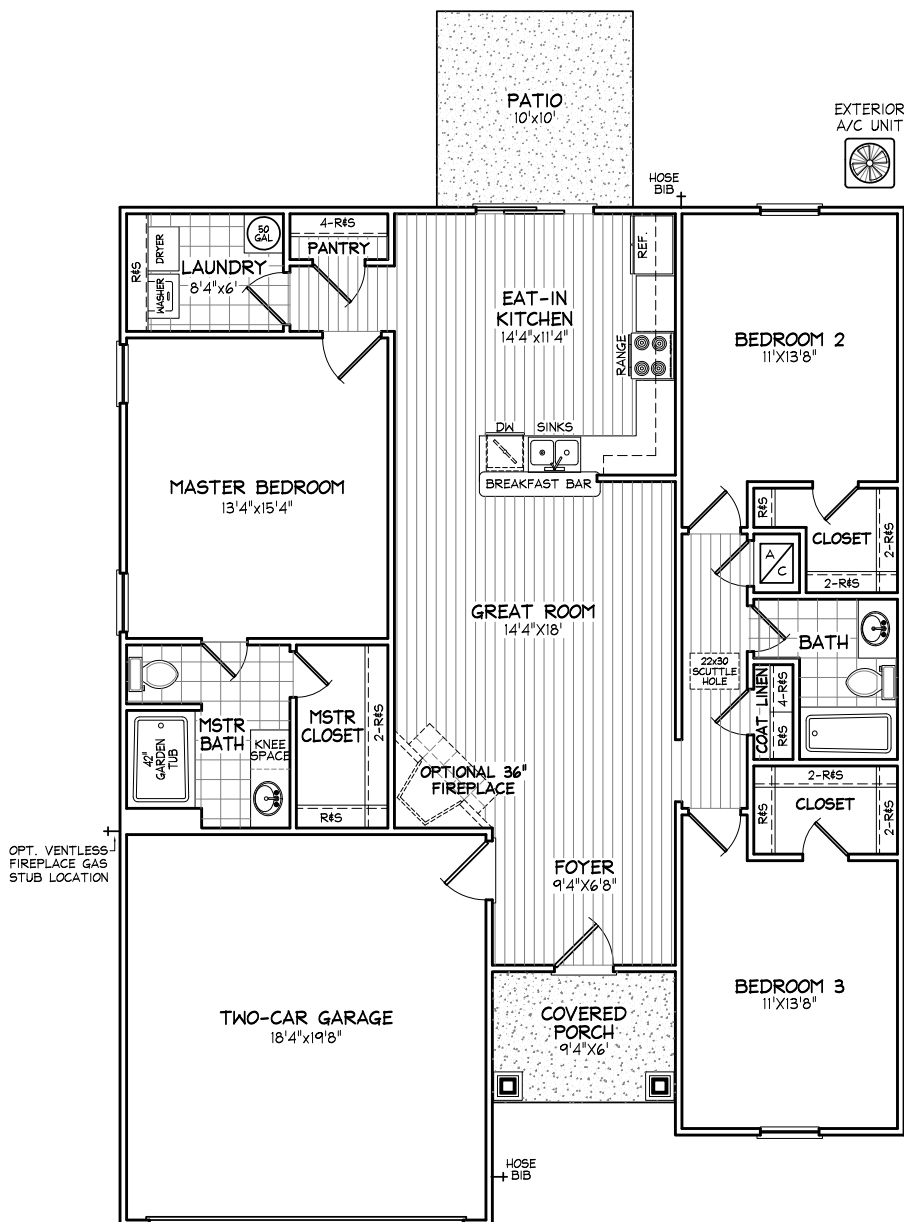 PATIO
10'x10'
EXTERIOR
A/C UNIT
HOSE
BIB
4-R&S
PANTRY
50
GAL
DRYER
R&S
LAUNDRY
8'4"x6'
WASHER
REF.
EAT-IN
KITCHEN
14'4"x11'4"
RANGE
BEDROOM 2
11'X13'8"
DW
SINKS
BREAKFAST BAR
MASTER BEDROOM
13'4"x15'4"
R&S
CLOSET
2-R&S
2-R&S
A/C
GREAT ROOM
14'4"X18'
BATH
22x30
SCUTTLE
HOLE
COAT LINEN
4-R&S
R&S
MSTR
BATH
MSTR
CLOSET
2-R&S
KNEE
SPACE
42"
GARDEN
TUB
R&S
OPTIONAL 36"
FIREPLACE
2-R&S
R&S
CLOSET
2-R&S
OPT. VENTLESS
FIREPLACE GAS
STUB LOCATION
FOYER
9'4"X6'8"
BEDROOM 3
11'X13'8"
TWO-CAR GARAGE
18'4"x19'8"
COVERED
PORCH
9'4"X6'
HOSE
BIB